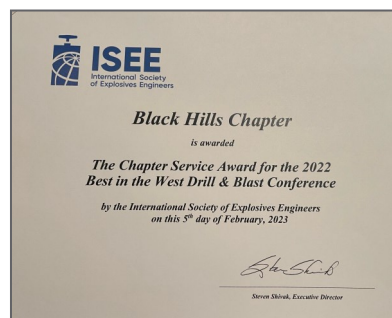 ISEE
International Society
of Explosives Engineers
Black Hills Chapter
is awarded
The Chapter Service Award for the 2022
Best in the West Drill & Blast Conference
by the International Society of Explosives Engineers
on this 5th day of February, 2023
Steven Shivak, Executive Director